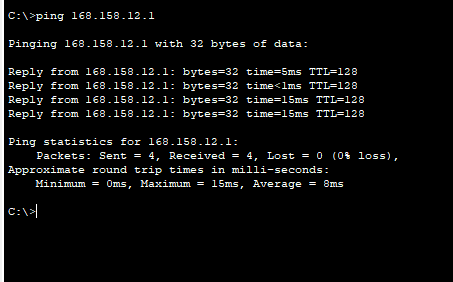 C:\>ping 168.158.12.1
Pinging 168.158.12.1 with 32 bytes of data:
Reply from 168.158.12.1: bytes=32 time=5ms TTL=128
Reply from 168.158.12.1: bytes=32 time<1ms TTL=128
Reply from 168.158.12.1: bytes=32 time=15ms TTL=128
Reply from 168.158.12.1: bytes=32 time=15ms TTL=128
Ping statistics for 168.158.12.1:
    Packets: Sent = 4, Received = 4, Lost = 0 (0% loss),
Approximate round trip times in milli-seconds:
    Minimum = 0ms, Maximum = 15ms, Average = 8ms
C:\>